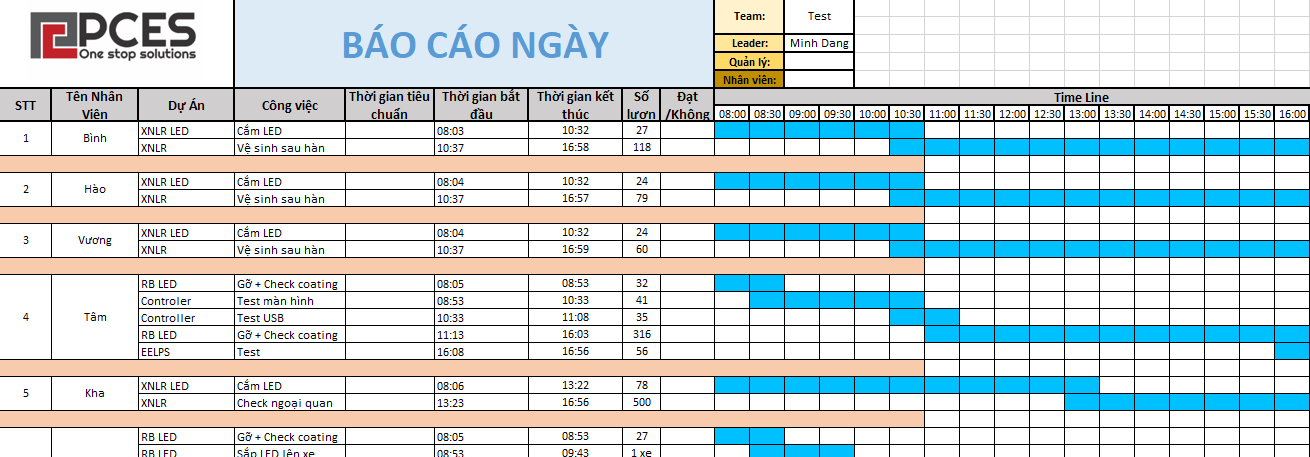 PCES
One stop solutions
BÁO CÁO NGÀY
Team: Test
Leader: Minh Dang
Quản lý:
Nhân viên:
STT Tên Nhân Viên Dự Án Công việc Thời gian tiêu chuẩn Thời gian bắt đầu Thời gian kết thúc Số lượn Đạt /Không Time Line
08:00 08:30 09:00 09:30 10:00 10:30 11:00 11:30 12:00 12:30 13:00 13:30 14:00 14:30 15:00 15:30 16:00
1 Bình XNLR LED Cắm LED 08:03 10:32 27
XNLR Vệ sinh sau hàn 10:37 16:58 118
2 Hào XNLR LED Cắm LED 08:04 10:32 24
XNLR Vệ sinh sau hàn 10:37 16:57 79
3 Vương XNLR LED Cắm LED 08:04 10:32 24
XNLR Vệ sinh sau hàn 10:37 16:59 60
4 Tâm RB LED Gỡ + Check coating 08:05 08:53 32
Controler Test màn hình 08:53 10:33 41
Controller Test USB 10:33 11:08 35
RB LED Gỡ + Check coating 11:13 16:03 316
EELPS Test 16:08 16:56 56
5 Kha XNLR LED Cắm LED 08:06 13:22 78
XNLR Check ngoại quan 13:23 16:56 500
RB LED Gỡ + Check coating 08:05 08:53 27
RB LED Sắp LED lên xe 08:53 09:43 1 xe